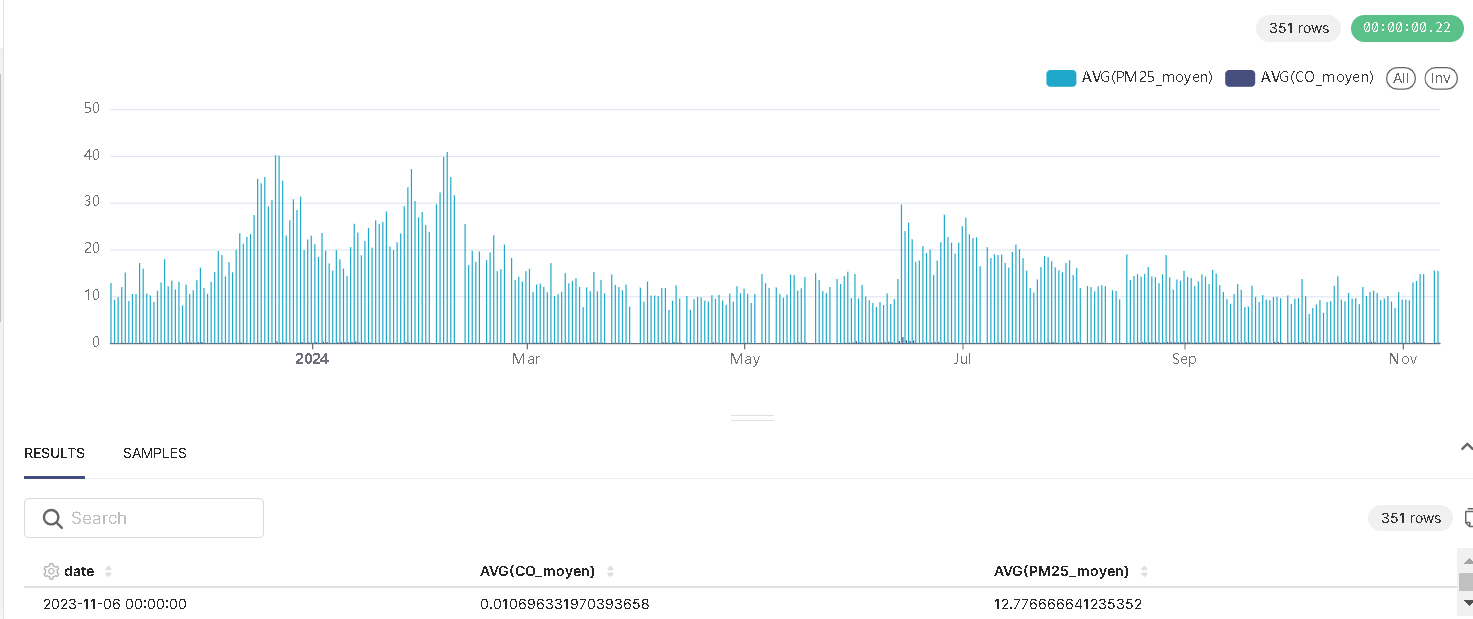 351 rows 00:00:00.22
AVG(PM25_moyen) AVG(CO_moyen) All Inv
50
40
30
20
10
0
2024 Mar May Jul Sep Nov
RESULTS SAMPLES
Search
351 rows
date AVG(CO_moyen) AVG(PM25_moyen)
2023-11-06 00:00:00 0.010696331970393658 12.776666641235352